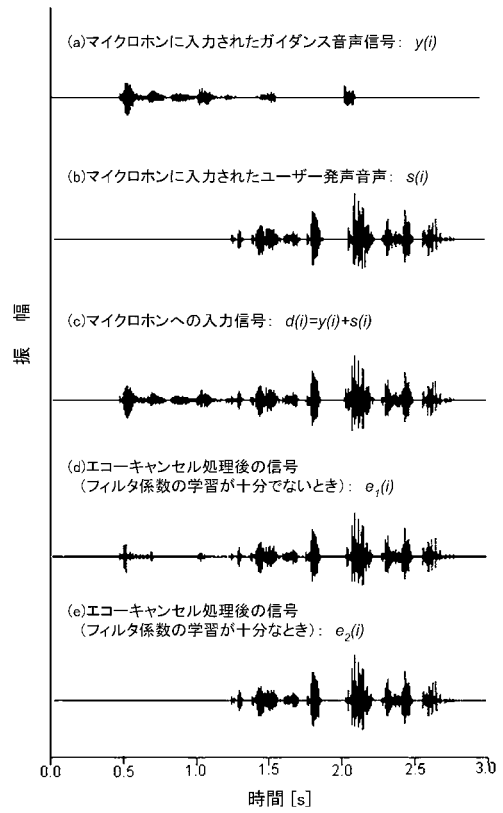 (a)マイクロホンに入力されたガイダンス音声信号： y(i)
(b)マイクロホンに入力されたユーザー発声音声： s(i)
(c)マイクロホンへの入力信号： d(i)=y(i)+s(i)
(d)エコーキャンセル処理後の信号
（フィルタ係数の学習が十分でないとき）： e₁(i)
(e)エコーキャンセル処理後の信号
（フィルタ係数の学習が十分なとき）： e₂(i)
振 幅
0.0 0.5 1.0 1.5 2.0 2.5 3.0
時間 [s]